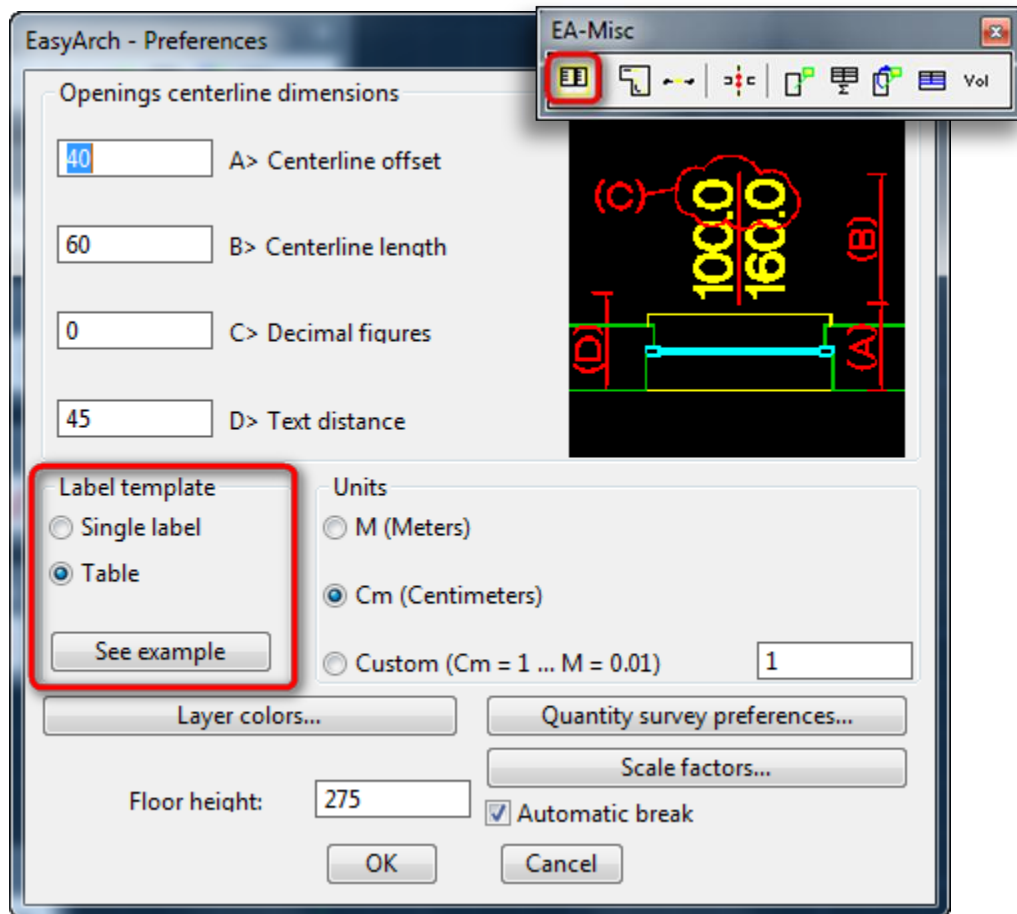 EasyArch - Preferences
EA-Misc
Vol
Openings centerline dimensions
40 A> Centerline offset
60 B> Centerline length
0 C> Decimal figures
45 D> Text distance
(C)
100.0
160.0
(B)
(D)
(A)
Label template
Single label
Table
See example
Units
M (Meters)
Cm (Centimeters)
Custom (Cm = 1 ... M = 0.01) 1
Layer colors...
Quantity survey preferences...
Scale factors...
Floor height: 275
Automatic break
OK
Cancel